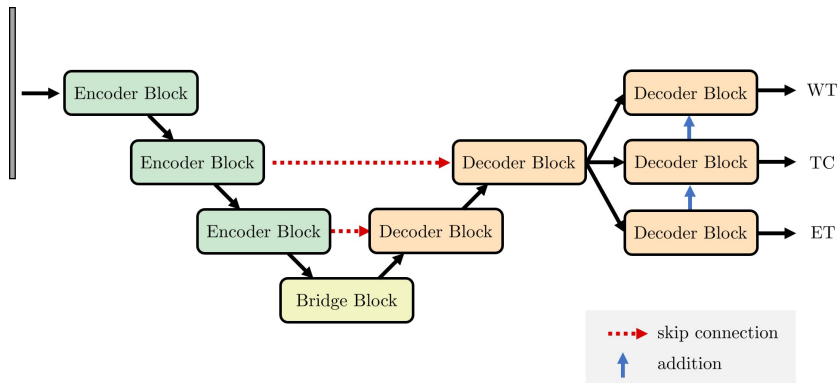 Encoder Block
Decoder Block
WT
Encoder Block
Decoder Block
Decoder Block
TC
Encoder Block
Decoder Block
Decoder Block
ET
Bridge Block
skip connection
addition